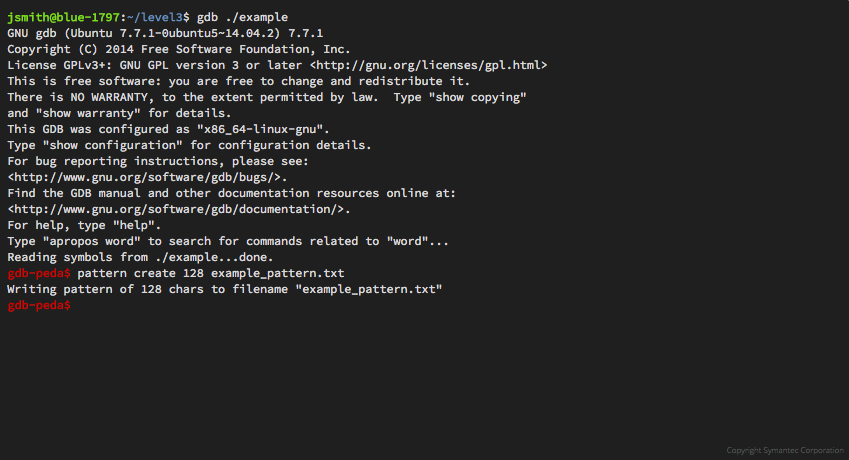 jsmith@blue-1797:~/level3$ gdb ./example
GNU gdb (Ubuntu 7.7.1-0ubuntu5~14.04.2) 7.7.1
Copyright (C) 2014 Free Software Foundation, Inc.
License GPLv3+: GNU GPL version 3 or later <http://gnu.org/licenses/gpl.html>
This is free software: you are free to change and redistribute it.
There is NO WARRANTY, to the extent permitted by law.  Type "show copying"
and "show warranty" for details.
This GDB was configured as "x86_64-linux-gnu".
Type "show configuration" for configuration details.
For bug reporting instructions, please see:
<http://www.gnu.org/software/gdb/bugs/>.
Find the GDB manual and other documentation resources online at:
<http://www.gnu.org/software/gdb/documentation/>.
For help, type "help".
Type "apropos word" to search for commands related to "word"...
Reading symbols from ./example...done.
gdb-peda$ pattern create 128 example_pattern.txt
Writing pattern of 128 chars to filename "example_pattern.txt"
gdb-peda$
Copyright Symantec Corporation